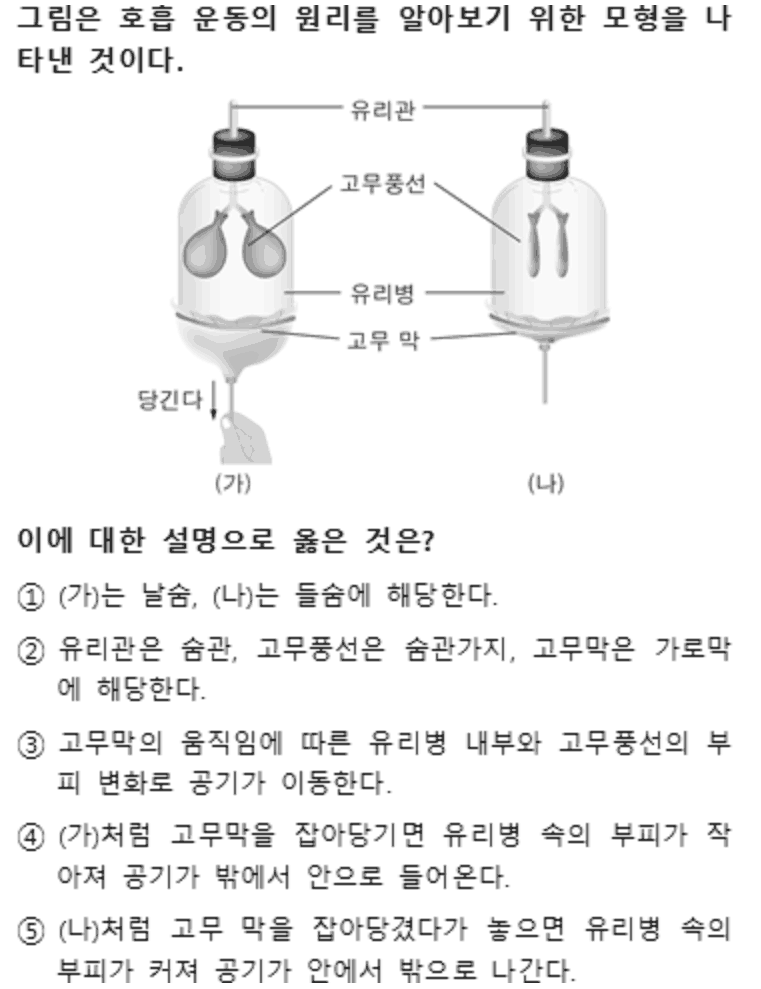 그림은 호흡 운동의 원리를 알아보기 위한 모형을 나
타낸 것이다.
유리관
고무풍선
유리병
고무 막
당긴다
(가)
(나)
이에 대한 설명으로 옳은 것은?
① (가)는 날숨, (나)는 들숨에 해당한다.
② 유리관은 숨관, 고무풍선은 숨관가지, 고무막은 가로막
에 해당한다.
③ 고무막의 움직임에 따른 유리병 내부와 고무풍선의 부
피 변화로 공기가 이동한다.
④ (가)처럼 고무막을 잡아당기면 유리병 속의 부피가 작
아져 공기가 밖에서 안으로 들어온다.
⑤ (나)처럼 고무 막을 잡아당겼다가 놓으면 유리병 속의
부피가 커져 공기가 안에서 밖으로 나간다.